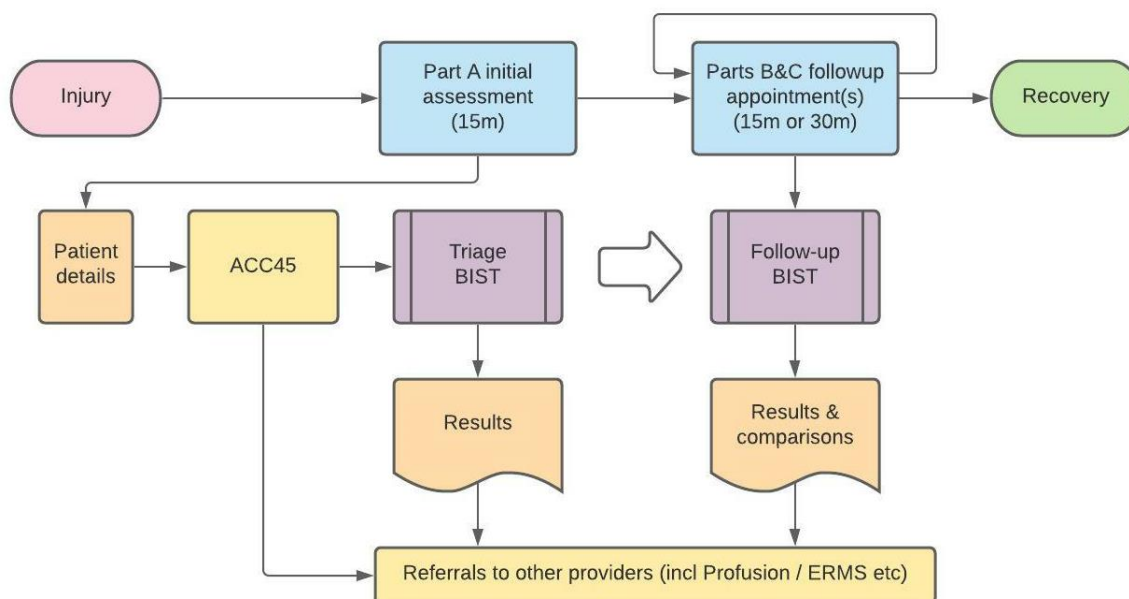 Injury
Part A initial
assessment
(15m)
Parts B&C followup
appointment(s)
(15m or 30m)
Recovery
Patient
details
ACC45
Triage
BIST
Follow-up
BIST
Results
Results &
comparisons
Referrals to other providers (incl Profusion / ERMS etc)